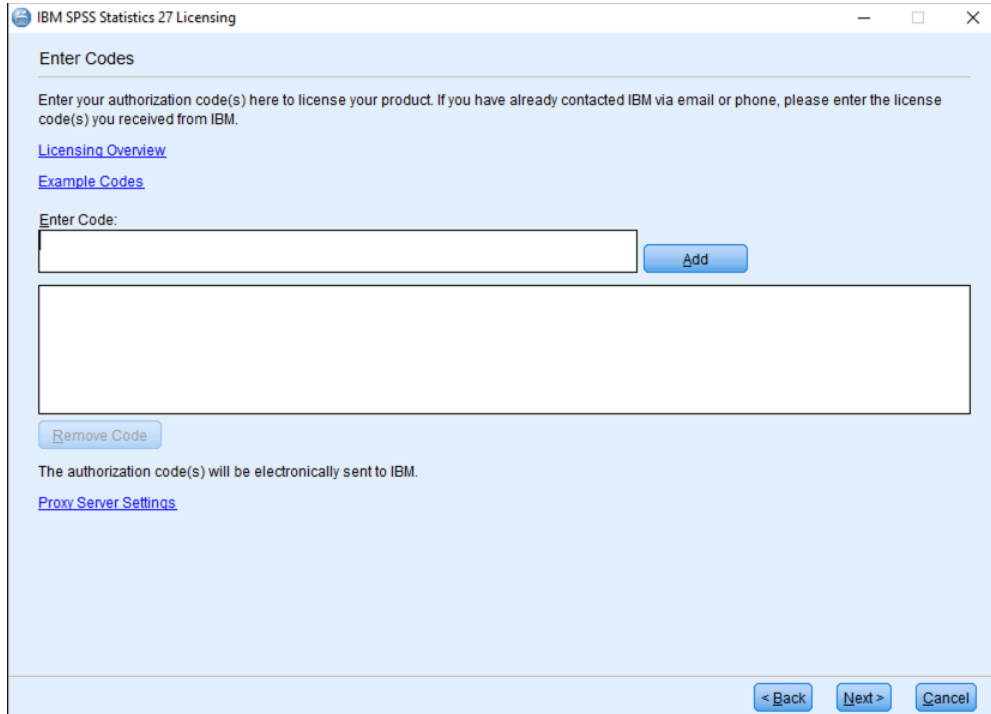 IBM SPSS Statistics 27 Licensing
Enter Codes
Enter your authorization code(s) here to license your product. If you have already contacted IBM via email or phone, please enter the license
code(s) you received from IBM.
Licensing Overview
Example Codes
Enter Code:
Add
Remove Code
The authorization code(s) will be electronically sent to IBM.
Proxy Server Settings
< Back Next > Cancel